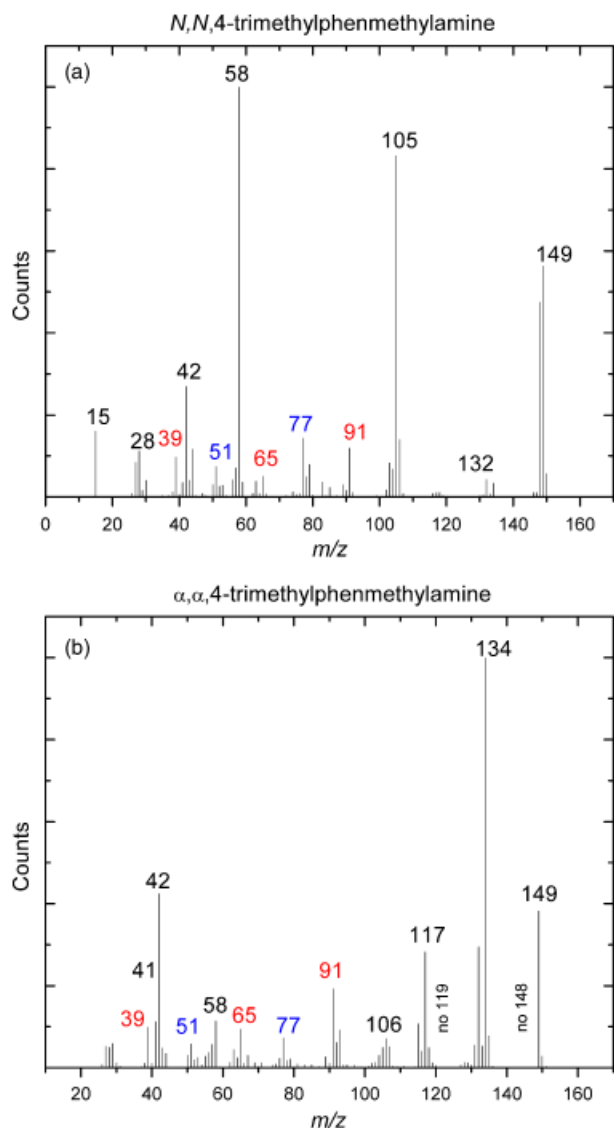 N,N,4-trimethylphenmethylamine
(a)
58
105
149
42
15
28
39
51
65
77
91
132
Counts
0 20 40 60 80 100 120 140 160
m/z
α,α,4-trimethylphenmethylamine
(b)
134
42
149
117
41
91
no 119
no 148
39
51
58
65
77
106
Counts
20 40 60 80 100 120 140 160
m/z